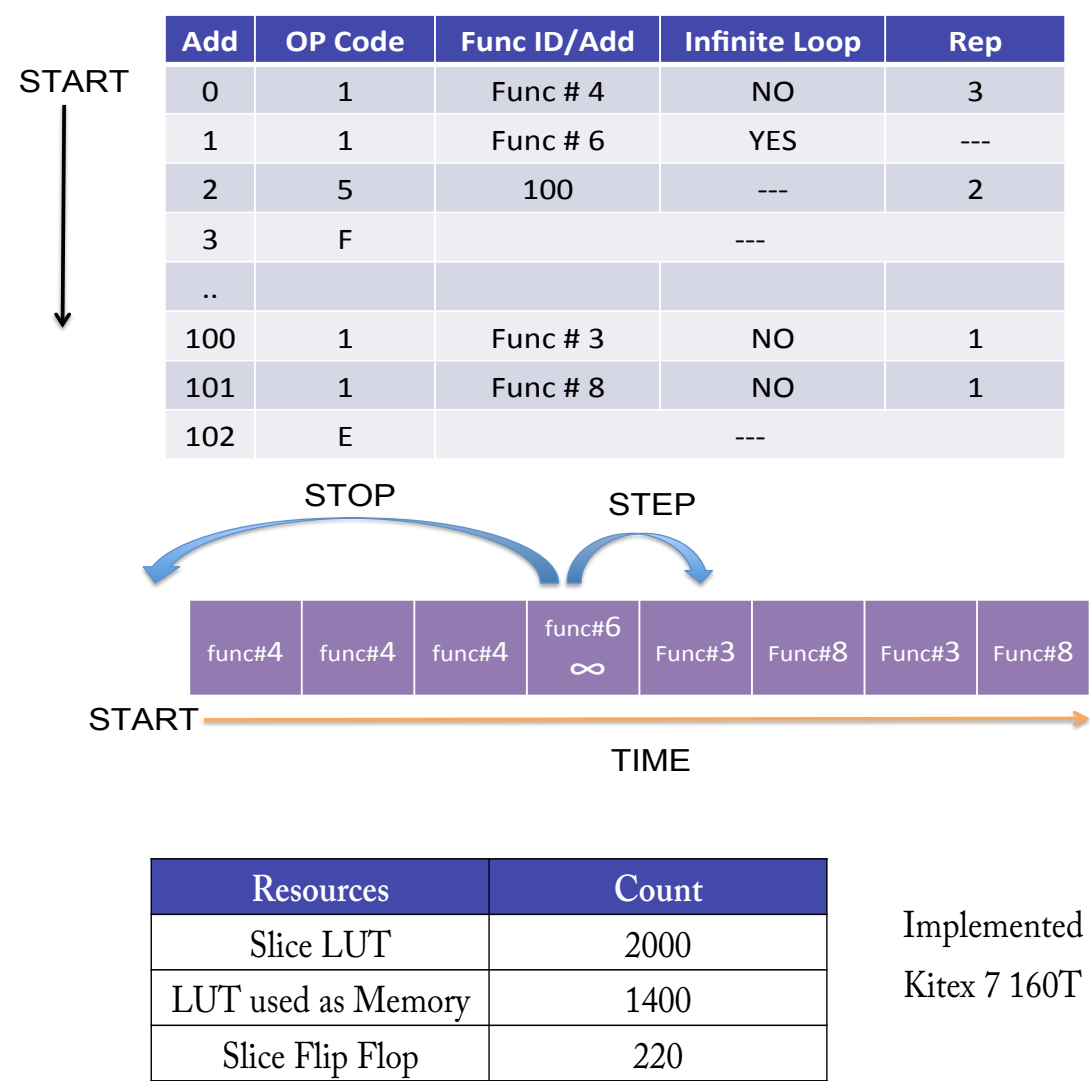 Add OP Code Func ID/Add Infinite Loop Rep
START
0 1 Func # 4 NO 3
1 1 Func # 6 YES ---
2 5 100 --- 2
3 F ---
..
100 1 Func # 3 NO 1
101 1 Func # 8 NO 1
102 E ---
STOP STEP
func#4 func#4 func#4 func#6 ∞ Func#3 Func#8 Func#3 Func#8
START
TIME
Resources Count
Slice LUT 2000
LUT used as Memory 1400
Slice Flip Flop 220
Implemented
Kitex 7 160T